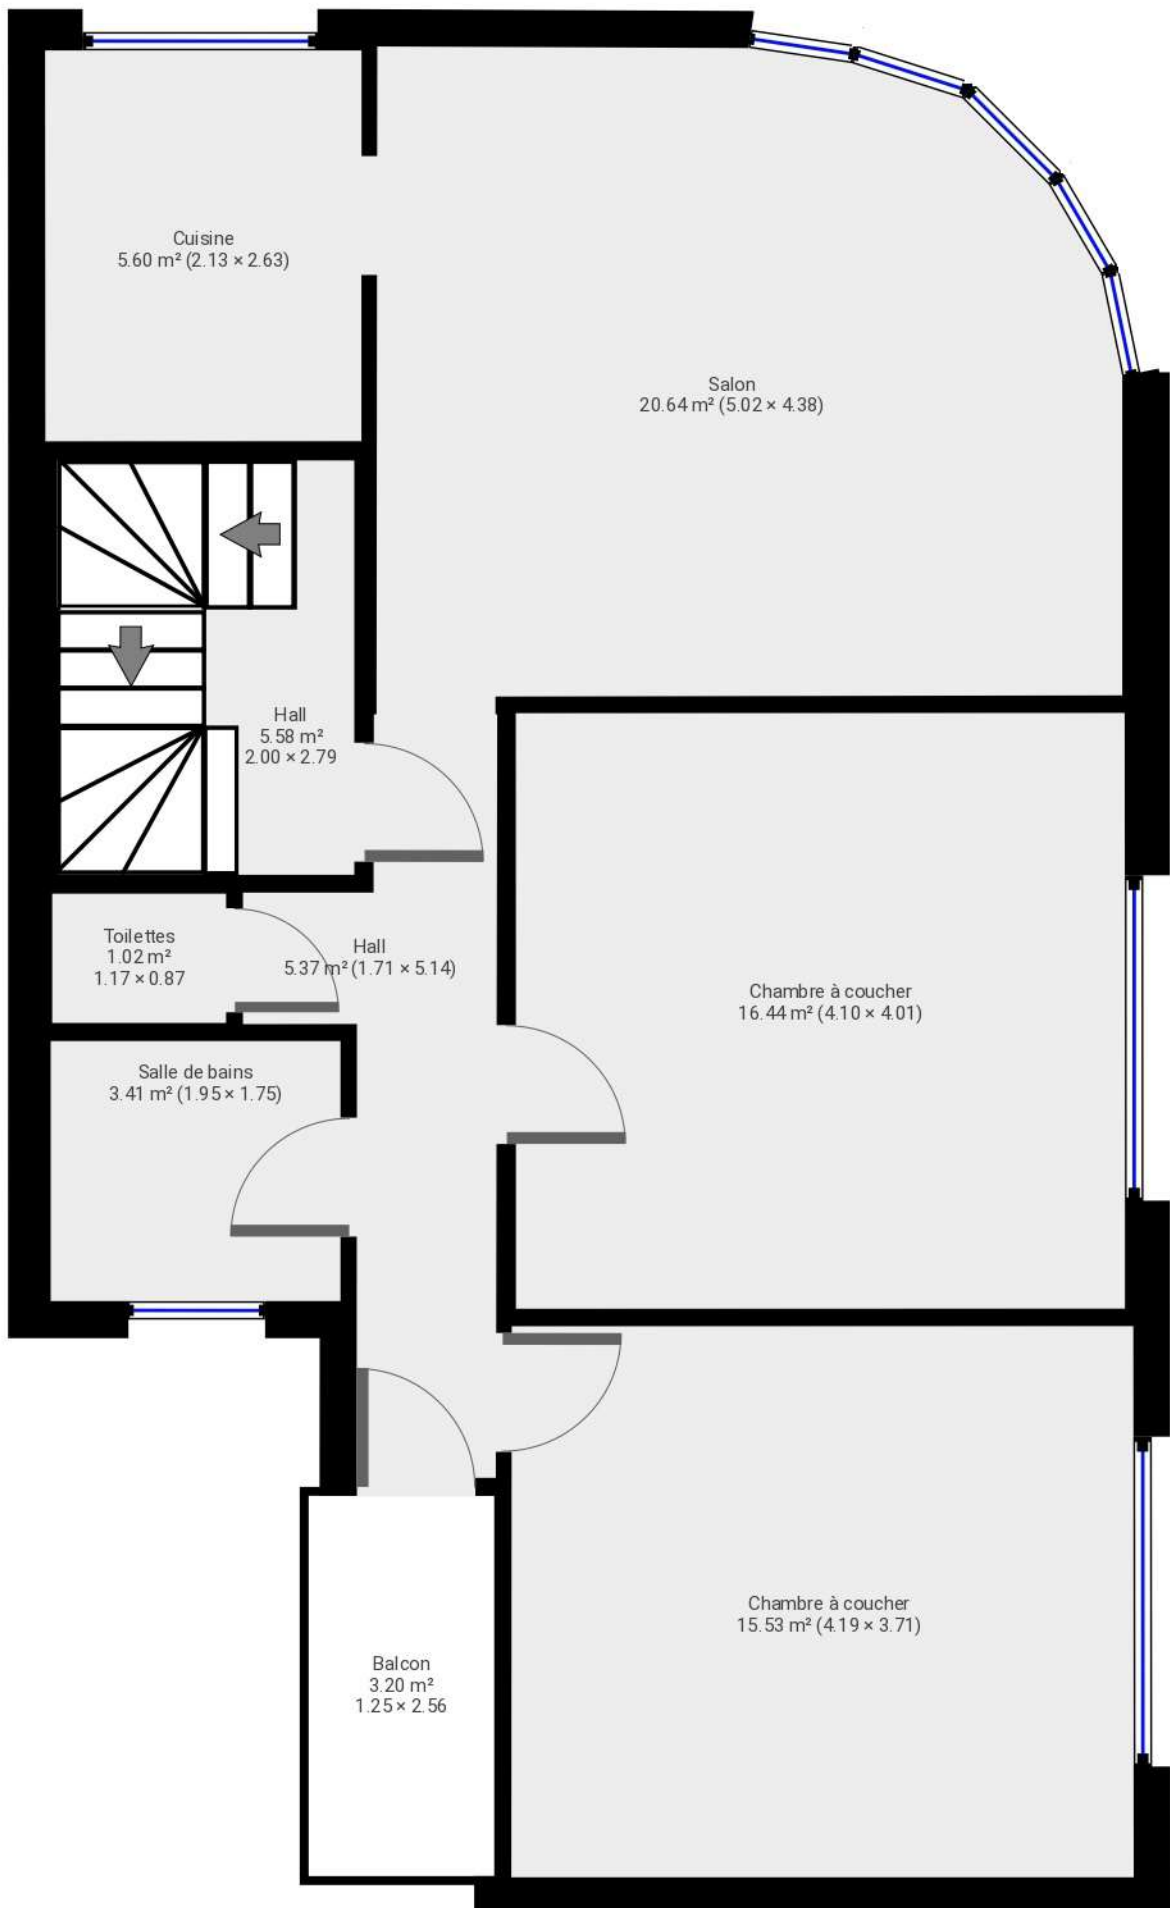 Cuisine
5.60 m² (2.13 × 2.63)
Salon
20.64 m² (5.02 × 4.38)
Hall
5.58 m²
2.00 × 2.79
Toilettes
1.02 m²
1.17 × 0.87
Hall
5.37 m² (1.71 × 5.14)
Chambre à coucher
16.44 m² (4.10 × 4.01)
Salle de bains
3.41 m² (1.95 × 1.75)
Chambre à coucher
15.53 m² (4.19 × 3.71)
Balcon
3.20 m²
1.25 × 2.56